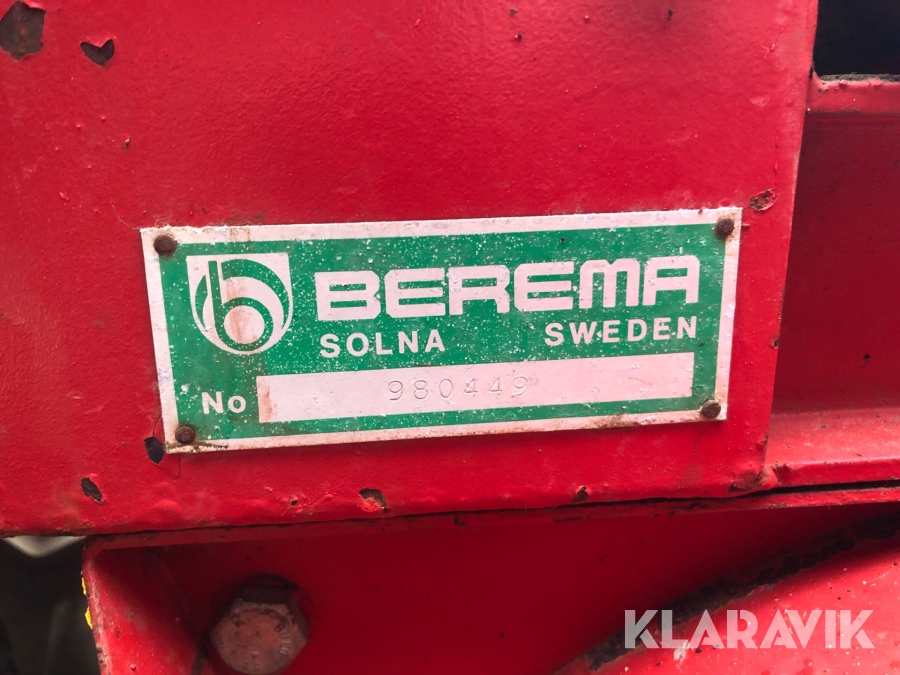 BEREMA
SOLNA SWEDEN
No 980449
KLARAVIK